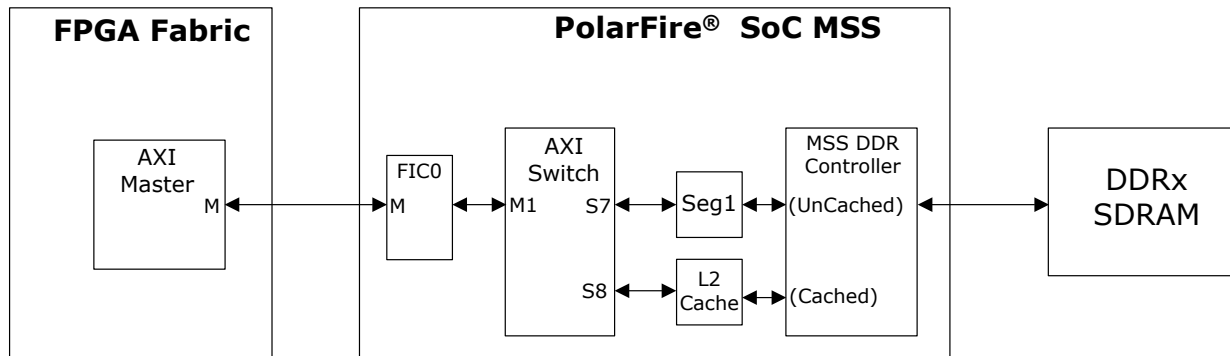 FPGA Fabric
PolarFire® SoC MSS
AXI
Master
M
FIC0
M
AXI
Switch
M1
S7
S8
Seg1
L2
Cache
MSS DDR
Controller
(UnCached)
(Cached)
DDRx
SDRAM